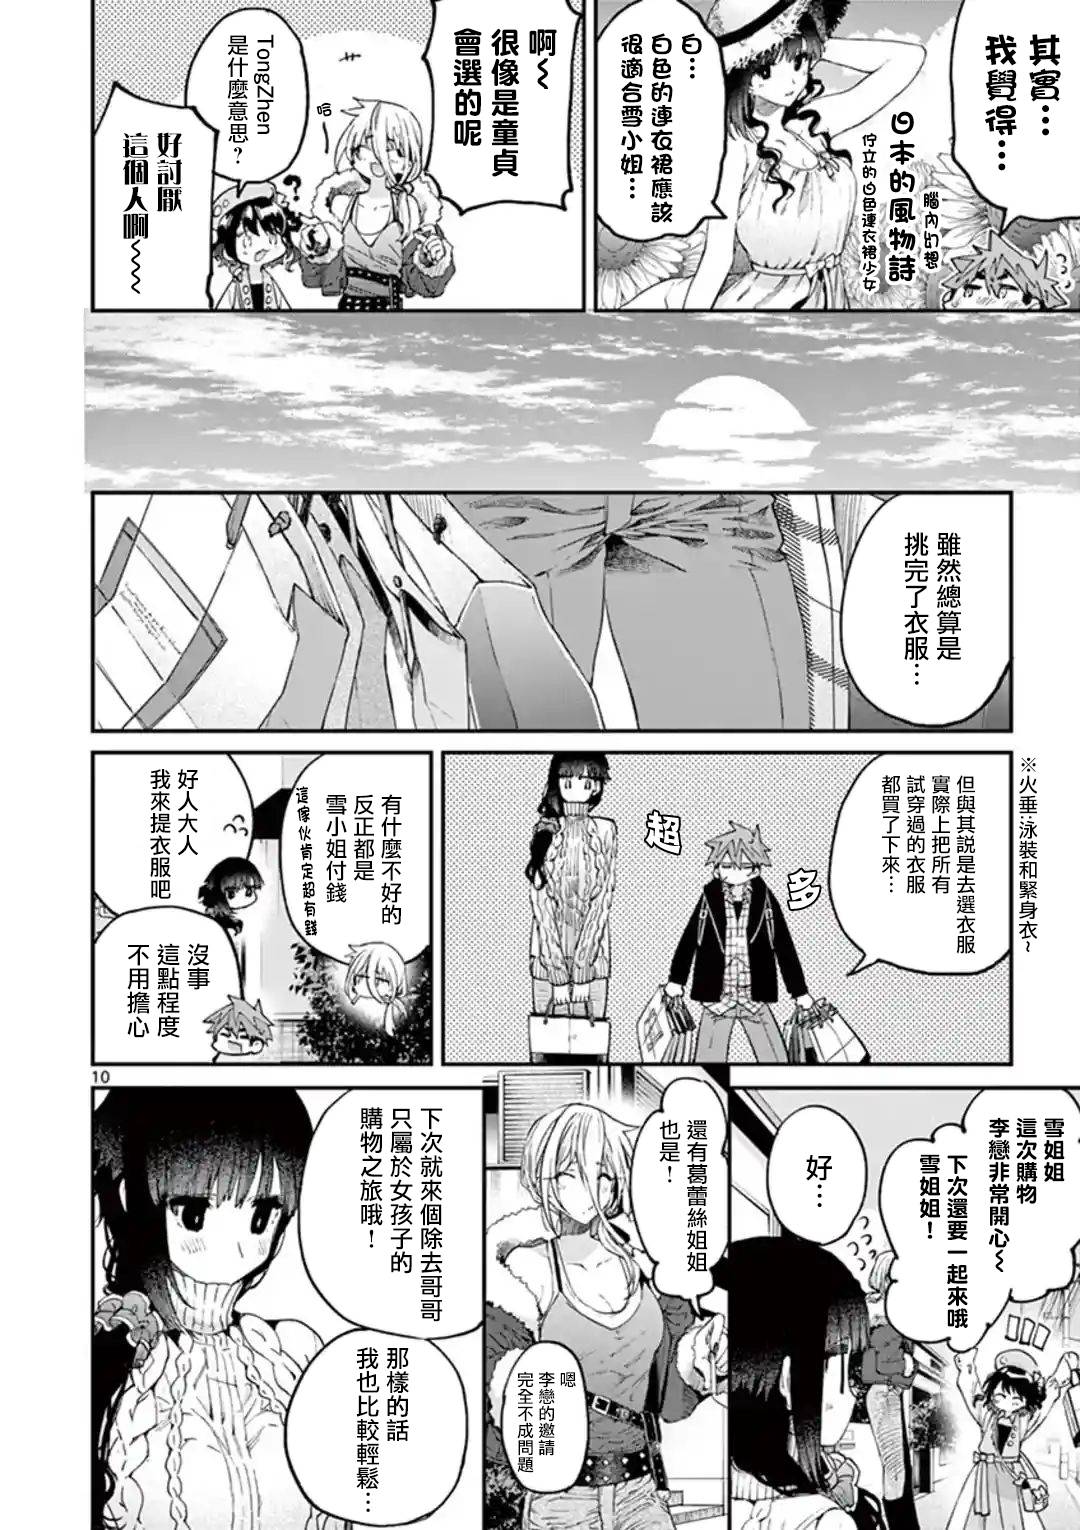 其實…
我覺得…
腦內幻想
日本的風物詩
佇立的白色連衣裙少女
白…
白色的連衣裙應該
很適合雪小姐…
啊～
很像是童貞
會選的呢
哈
TongZhen
是什麼意思？
？
好討厭
這個人啊～～～
雖然總算是
挑完了衣服…
※火垂泳裝和緊身衣~
但與其説是去選衣服
實際上把所有
試穿過的衣服
都買了下來…
超
多
有什麼不好的
反正都是
雪小姐付錢
這傢伙肯定超有錢
好人大人
我來提衣服吧
沒事
這點程度
不用擔心
10
雪姐姐
這次購物
李戀非常開心～
下次還要一起來哦
雪姐姐！
好…
還有葛蕾絲姐姐
也是！
嗯
李戀的邀請
完全不成問題
下次就來個除去哥哥
只屬於女孩子的
購物之旅哦！
那樣的話
我也比較輕鬆…